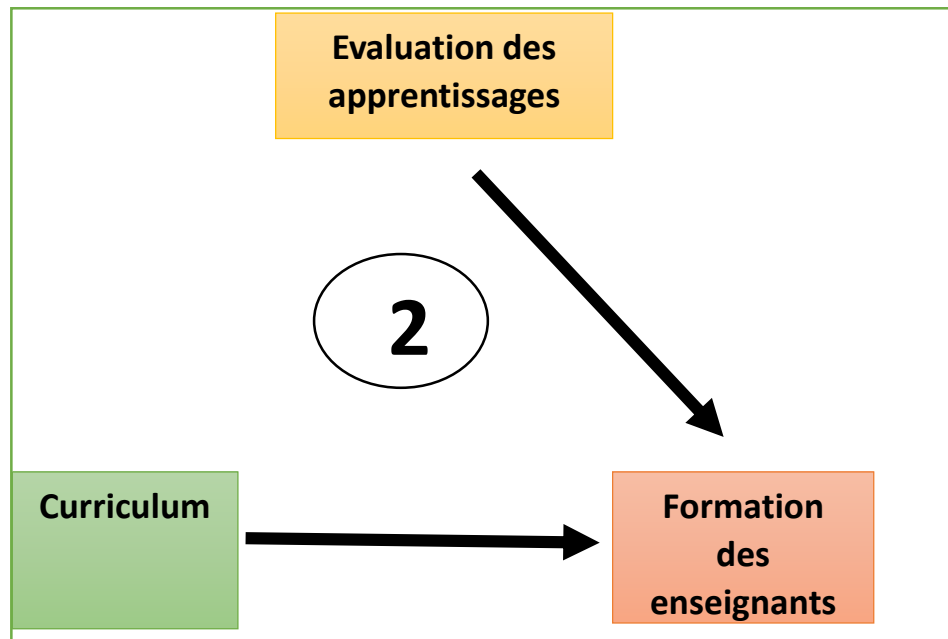 Evaluation des
apprentissages
2
Curriculum
Formation
des
enseignants